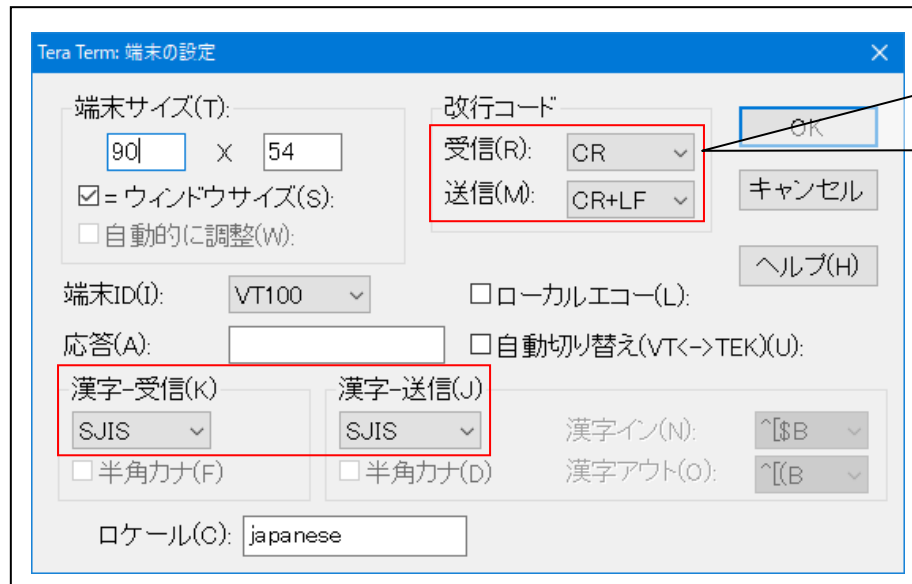 Tera Term: 端末の設定
端末サイズ(T):
90 X 54
=ウィンドウサイズ(S):
自動的に調整(W):
改行コード
受信(R): CR
送信(M): CR+LF
OK
キャンセル
ヘルプ(H)
端末ID(I): VT100
ローカルエコー(L):
応答(A):
自動切り替え(VT<->TEK)(U):
漢字-受信(K)
SJIS
半角カナ(F)
漢字-送信(J)
SJIS
半角カナ(D)
漢字イン(N): ^[$B
漢字アウト(O): ^[(B
ロケール(C): japanese